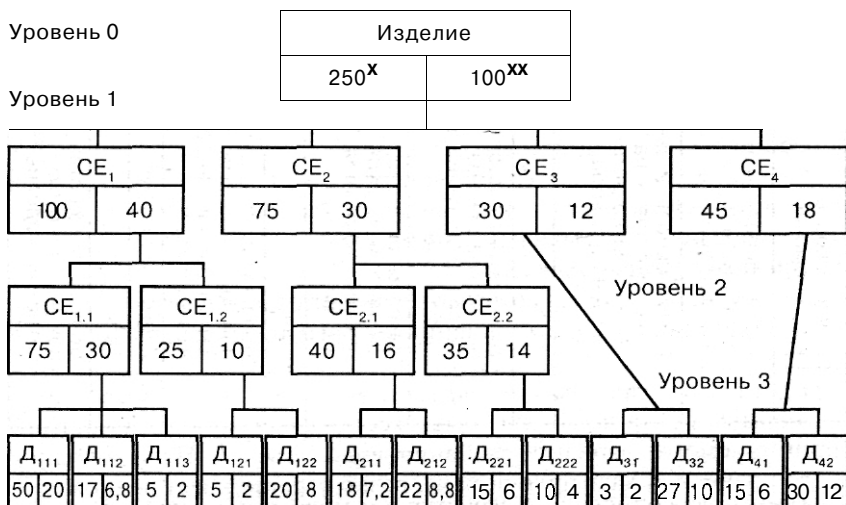 Уровень 0
Изделие
250ˣ 100ˣˣ
Уровень 1
СЕ₁ СЕ₂ СЕ₃ СЕ₄
100 40 75 30 30 12 45 18
Уровень 2
СЕ₁.₁ СЕ₁.₂ СЕ₂.₁ СЕ₂.₂
75 30 25 10 40 16 35 14
Уровень 3
Д₁₁₁ Д₁₁₂ Д₁₁₃ Д₁₂₁ Д₁₂₂ Д₂₁₁ Д₂₁₂ Д₂₂₁ Д₂₂₂ Д₃₁ Д₃₂ Д₄₁ Д₄₂
50 20 17 6,8 5 2 5 2 20 8 18 7,2 22 8,8 15 6 10 4 3 2 27 10 15 6 30 12